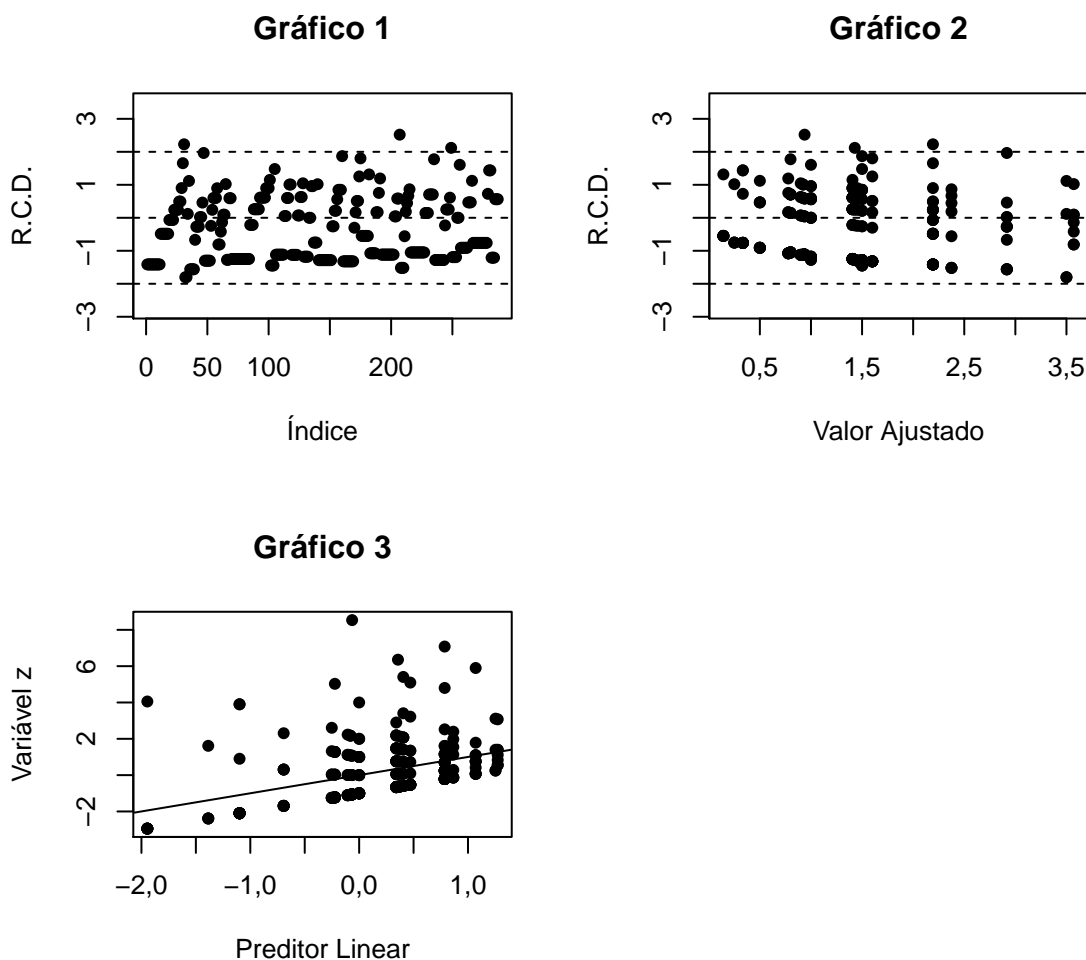 Gráfico 1
R.C.D.
3
1
−1
−3
0 50 100 200
Índice
Gráfico 2
R.C.D.
3
1
−1
−3
0,5 1,5 2,5 3,5
Valor Ajustado
Gráfico 3
Variável z
6
2
−2
−2,0 −1,0 0,0 1,0
Preditor Linear